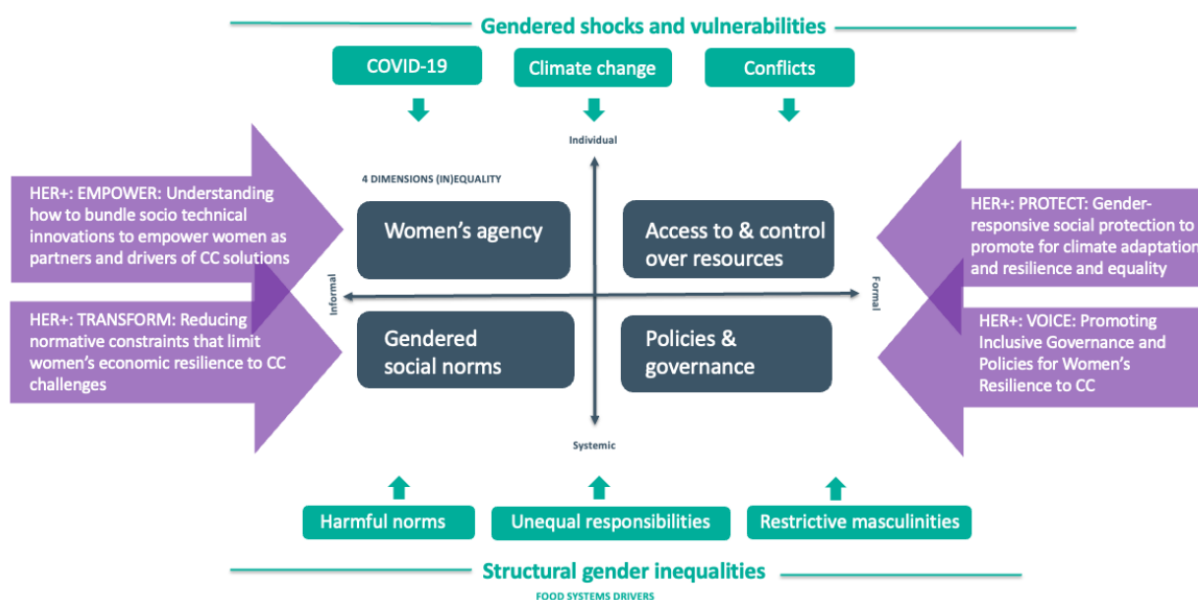 Gendered shocks and vulnerabilities
COVID-19
Climate change
Conflicts
Individual
4 DIMENSIONS (IN)EQUALITY
HER+: EMPOWER: Understanding
how to bundle socio technical
innovations to empower women as
partners and drivers of CC solutions
Women's agency
Access to & control
over resources
HER+: PROTECT: Gender-
responsive social protection to
promote for climate adaptation
and resilience and equality
Informal
Formal
HER+: TRANSFORM: Reducing
normative constraints that limit
women's economic resilience to CC
challenges
Gendered
social norms
Policies &
governance
HER+: VOICE: Promoting
Inclusive Governance and
Policies for Women's
Resilience to CC
Systemic
Harmful norms
Unequal responsibilities
Restrictive masculinities
Structural gender inequalities
FOOD SYSTEMS DRIVERS